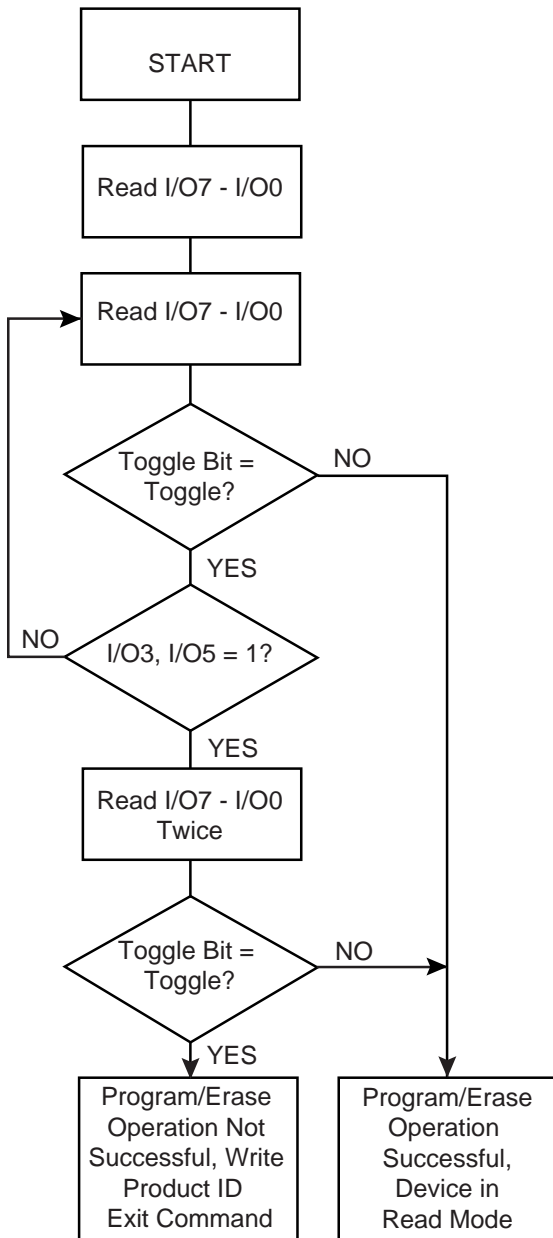 START
Read I/O7 - I/O0
Read I/O7 - I/O0
Toggle Bit =
Toggle?
NO
YES
NO
I/O3, I/O5 = 1?
YES
Read I/O7 - I/O0
Twice
Toggle Bit =
Toggle?
NO
YES
Program/Erase
Operation Not
Successful, Write
Product ID
Exit Command
Program/Erase
Operation
Successful,
Device in
Read Mode